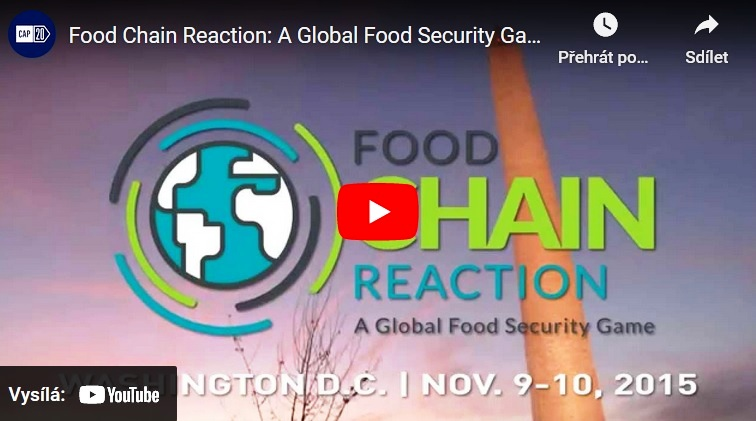 CAP 20
Food Chain Reaction: A Global Food Security Ga...
Přehrát po...
Sdílet
FOOD
CHAIN
REACTION
A Global Food Security Game
WASHINGTON D.C. | NOV. 9-10, 2015
Vysílá: YouTube